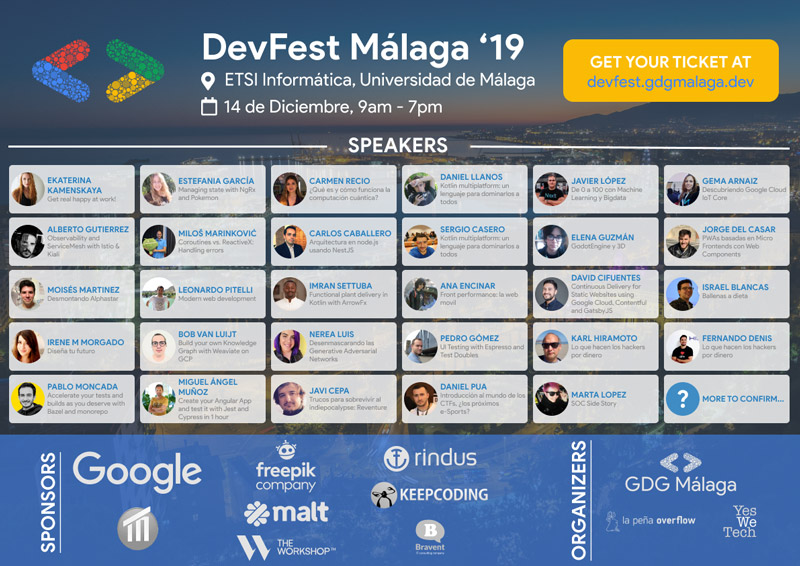 DevFest Málaga ‘19
ETSI Informática, Universidad de Málaga
14 de Diciembre, 9am - 7pm
GET YOUR TICKET AT
devfest.gdgmalaga.dev
SPEAKERS
EKATERINA
KAMENSKAYA
Get real happy at work!
ESTEFANIA GARCÍA
Managing state with NgRx
and Pokemon
CARMEN RECIO
¿Qué es y cómo funciona la
computación cuántica?
DANIEL LLANOS
Kotlin multiplatform: un
lenguaje para dominarlos a
todos
JAVIER LÓPEZ
De 0 a 100 con Machine
Learning y Bigdata
GEMA ARNAIZ
Descubriendo Google Cloud
IoT Core
ALBERTO GUTIERREZ
Observability and
ServiceMesh with Istio &
Kiali
MILOŠ MARINKOVIĆ
Coroutines vs. ReactiveX:
Handling errors
CARLOS CABALLERO
Arquitectura en node.js
usando NestJS
SERGIO CASERO
Kotlin multiplatform: un
lenguaje para dominarlos a
todos
ELENA GUZMÁN
GodotEngine y 3D
JORGE DEL CASAR
PWAs basadas en Micro
Frontends con Web
Components
MOISÉS MARTINEZ
Desmontando Alphastar
LEONARDO PITELLI
Modern web development
IMRAN SETTUBA
Functional plant delivery in
Kotlin with ArrowFx
ANA ENCINAR
Front performance: la web
movil
DAVID CIFUENTES
Continuous Delivery for
Static Websites using
Google Cloud, Contentful
and GatsbyJS
ISRAEL BLANCAS
Ballenas a dieta
IRENE M MORGADO
Diseña tu futuro
BOB VAN LUIJT
Build your own Knowledge
Graph with Weaviate on
GCP
NEREA LUIS
Desenmascarando las
Generative Adversarial
Networks
PEDRO GÓMEZ
UI Testing with Espresso and
Test Doubles
KARL HIRAMOTO
Lo que hacen los hackers
por dinero
FERNANDO DENIS
Lo que hacen los hackers
por dinero
PABLO MONCADA
Accelerate your tests and
builds as you deserve with
Bazel and monorepo
MIGUEL ÁNGEL
MUÑOZ
Create your Angular App
and test it with Jest and
Cypress in 1 hour
JAVI CEPA
Trucos para sobrevivir al
indiepocalypse: Reventure
DANIEL PUA
Introducción al mundo de los
CTFs, ¿los próximos
e-Sports?
MARTA LOPEZ
SOC Side Story
?
MORE TO CONFIRM...
SPONSORS
Google
freepik
company
malt
THE
WORKSHOP
rindus
KEEPCODING
B
Bravent
ORGANIZERS
GDG Málaga
la peña overflow
Yes
We
Tech